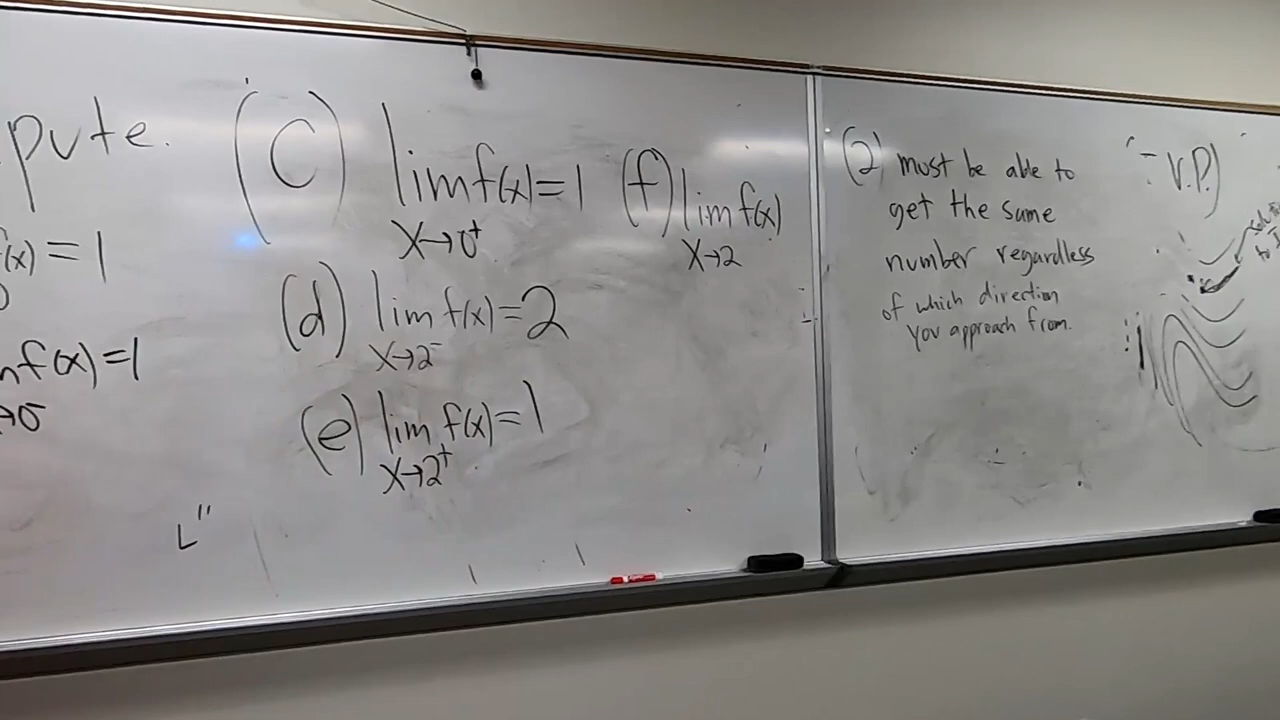 pute.
f(x) = 1
f(x) = 1
(c) lim f(x) = 1
x→0⁺
(d) lim f(x) = 2
x→2⁻
(e) lim f(x) = 1
x→2⁺
(f) lim f(x)
x→2
(2) must be able to
get the same
number regardless
of which direction
you approach from.
V.P.)